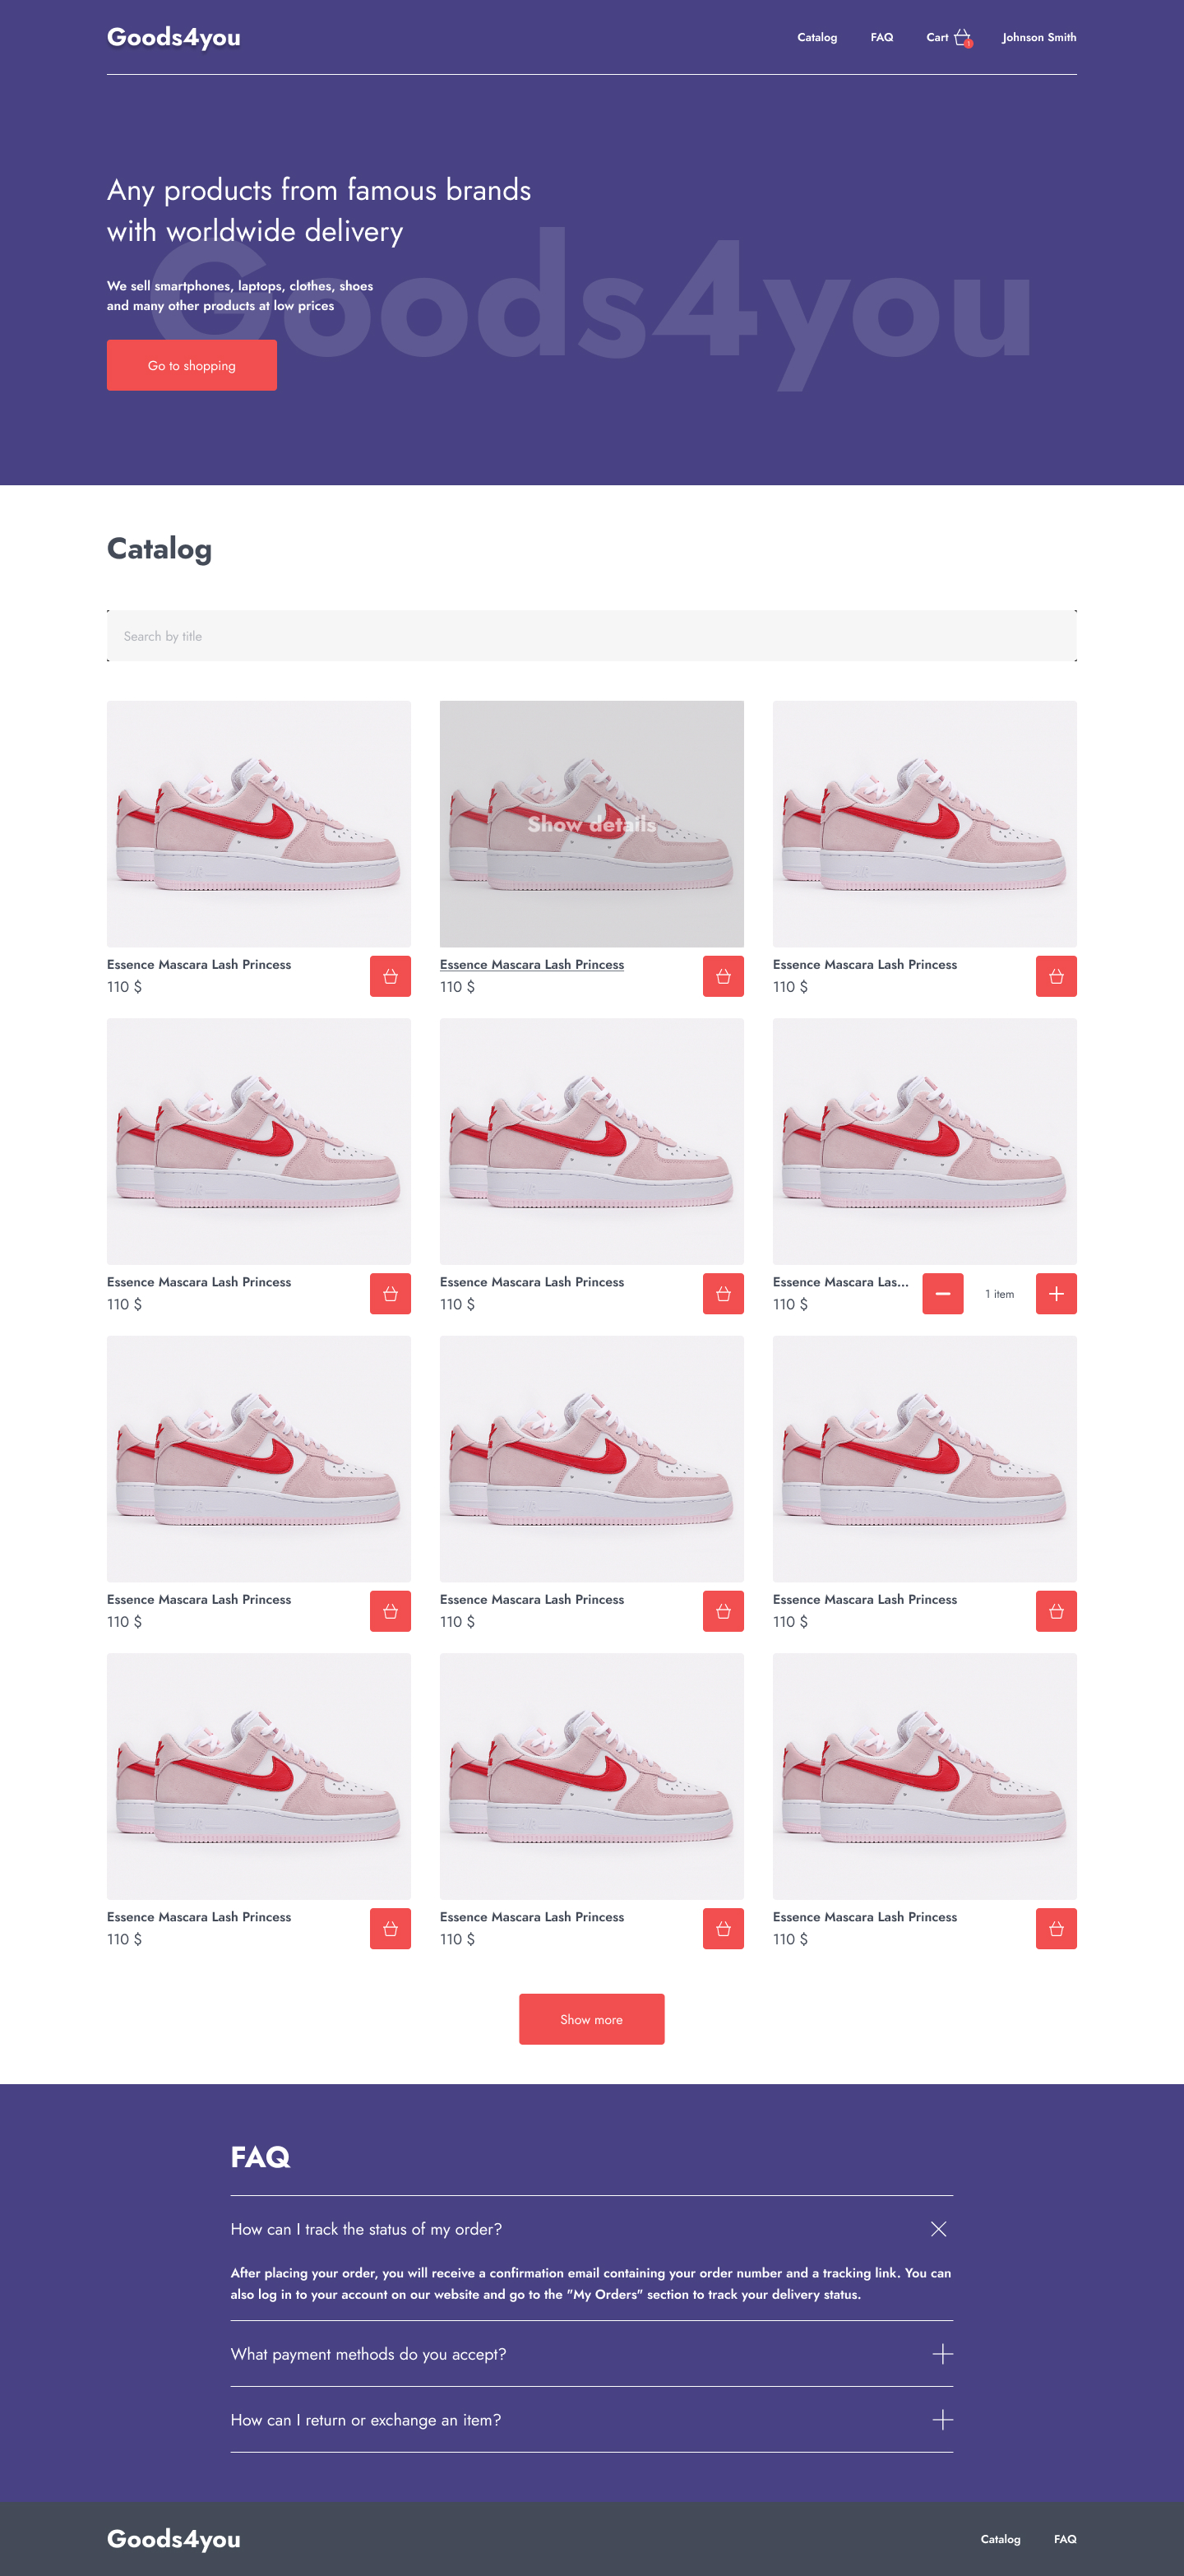 Goods4you
Catalog
FAQ
Cart
1
Johnson Smith
Any products from famous brands
with worldwide delivery
Goods4you
We sell smartphones, laptops, clothes, shoes
and many other products at low prices
Go to shopping
Catalog
Search by title
Show details
Essence Mascara Lash Princess
110 $
Essence Mascara Lash Princess
110 $
Essence Mascara Lash Princess
110 $
Essence Mascara Lash Princess
110 $
Essence Mascara Lash Princess
110 $
Essence Mascara Las...
110 $
1 item
Essence Mascara Lash Princess
110 $
Essence Mascara Lash Princess
110 $
Essence Mascara Lash Princess
110 $
Essence Mascara Lash Princess
110 $
Essence Mascara Lash Princess
110 $
Essence Mascara Lash Princess
110 $
Show more
FAQ
How can I track the status of my order?
After placing your order, you will receive a confirmation email containing your order number and a tracking link. You can
also log in to your account on our website and go to the "My Orders" section to track your delivery status.
What payment methods do you accept?
How can I return or exchange an item?
Goods4you
Catalog
FAQ